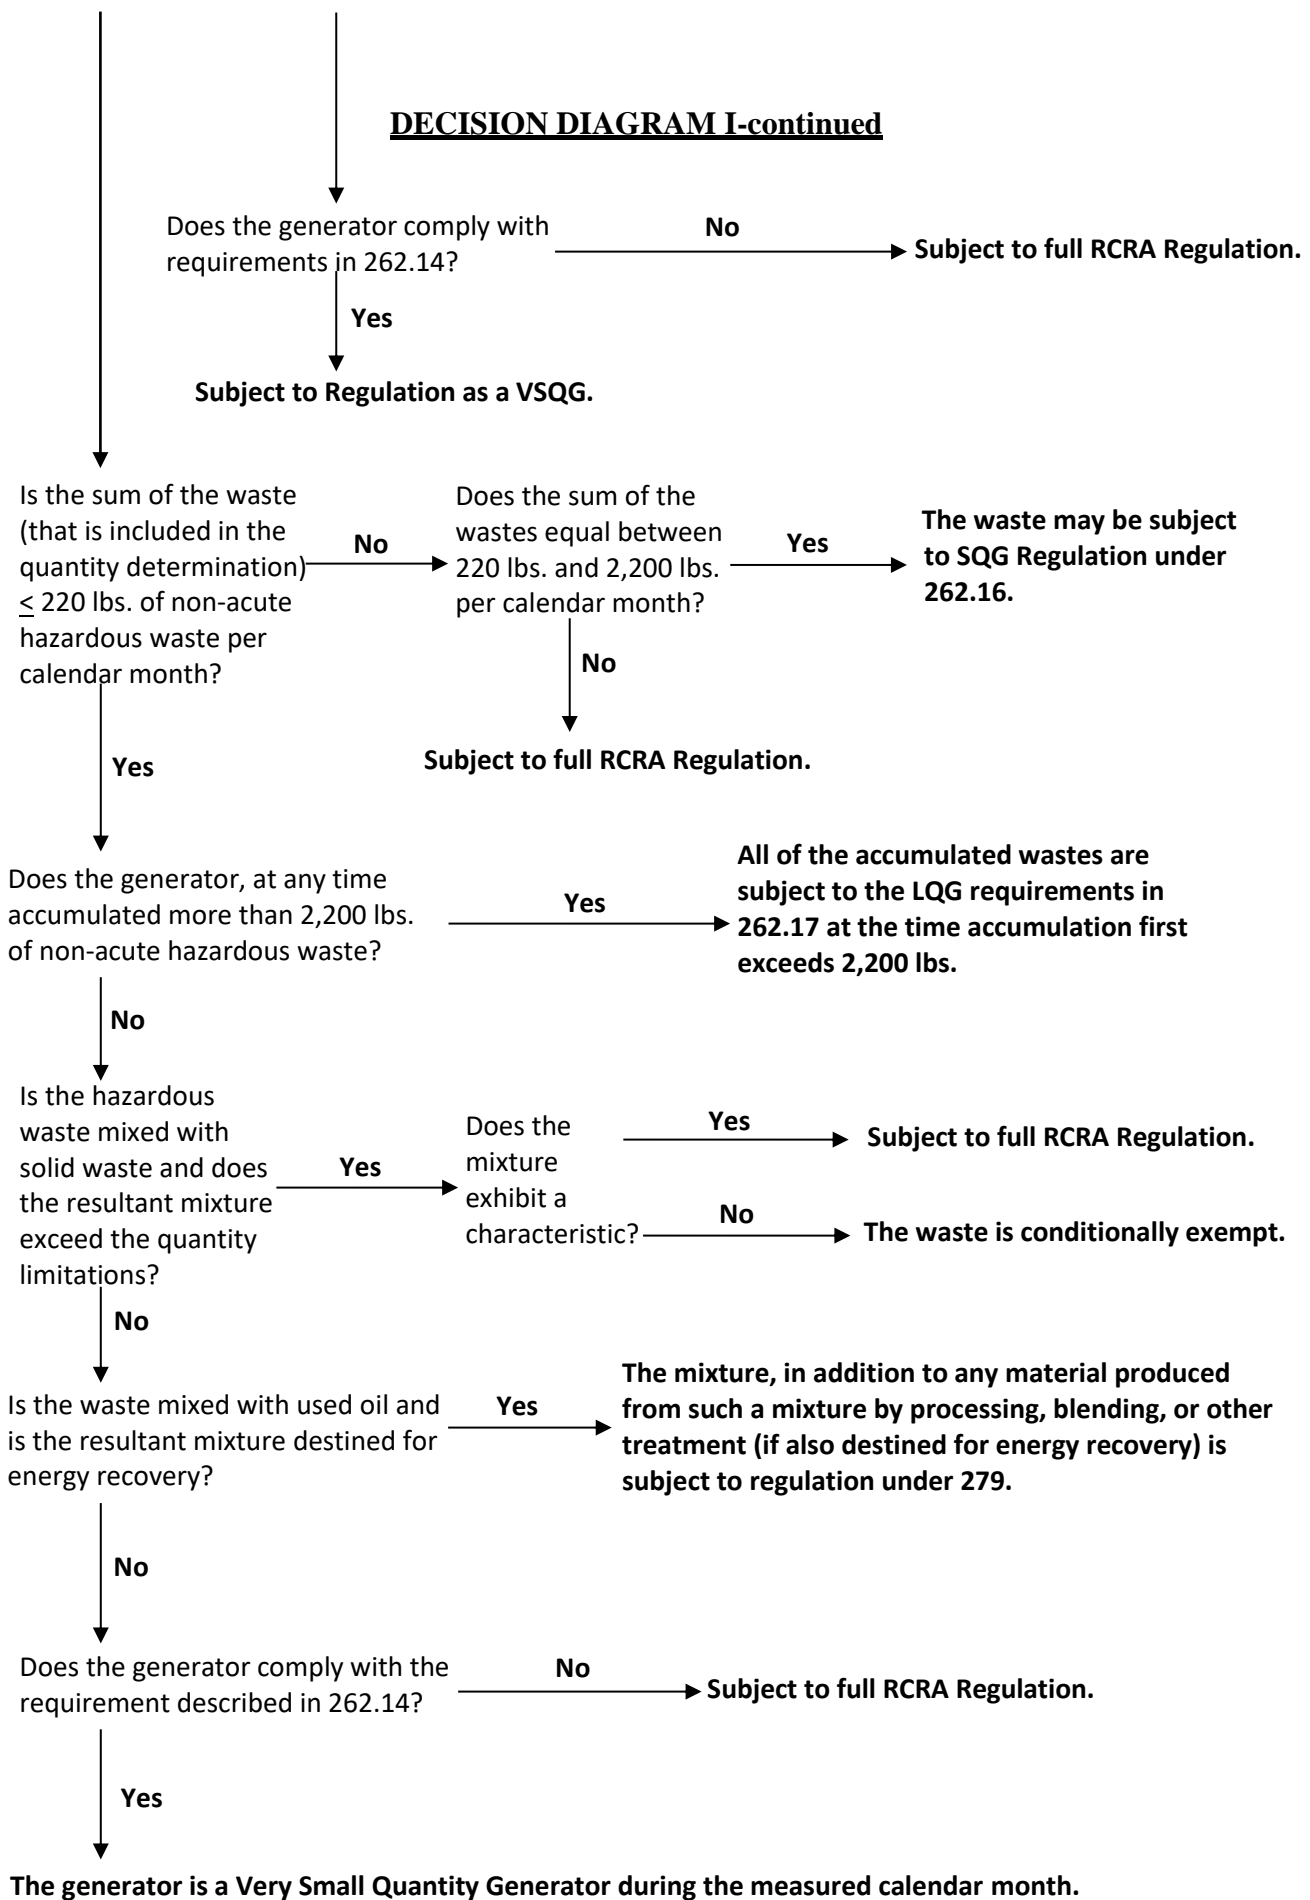 DECISION DIAGRAM I-continued
Does the generator comply with
requirements in 262.14?
No
Subject to full RCRA Regulation.
Yes
Subject to Regulation as a VSQG.
Is the sum of the waste
(that is included in the
quantity determination)
≤ 220 lbs. of non-acute
hazardous waste per
calendar month?
No
Does the sum of the
wastes equal between
220 lbs. and 2,200 lbs.
per calendar month?
Yes
The waste may be subject
to SQG Regulation under
262.16.
No
Subject to full RCRA Regulation.
Yes
Does the generator, at any time
accumulated more than 2,200 lbs.
of non-acute hazardous waste?
Yes
All of the accumulated wastes are
subject to the LQG requirements in
262.17 at the time accumulation first
exceeds 2,200 lbs.
No
Is the hazardous
waste mixed with
solid waste and does
the resultant mixture
exceed the quantity
limitations?
Yes
Does the
mixture
exhibit a
characteristic?
Yes
Subject to full RCRA Regulation.
No
The waste is conditionally exempt.
No
Is the waste mixed with used oil and
is the resultant mixture destined for
energy recovery?
Yes
The mixture, in addition to any material produced
from such a mixture by processing, blending, or other
treatment (if also destined for energy recovery) is
subject to regulation under 279.
No
Does the generator comply with the
requirement described in 262.14?
No
Subject to full RCRA Regulation.
Yes
The generator is a Very Small Quantity Generator during the measured calendar month.